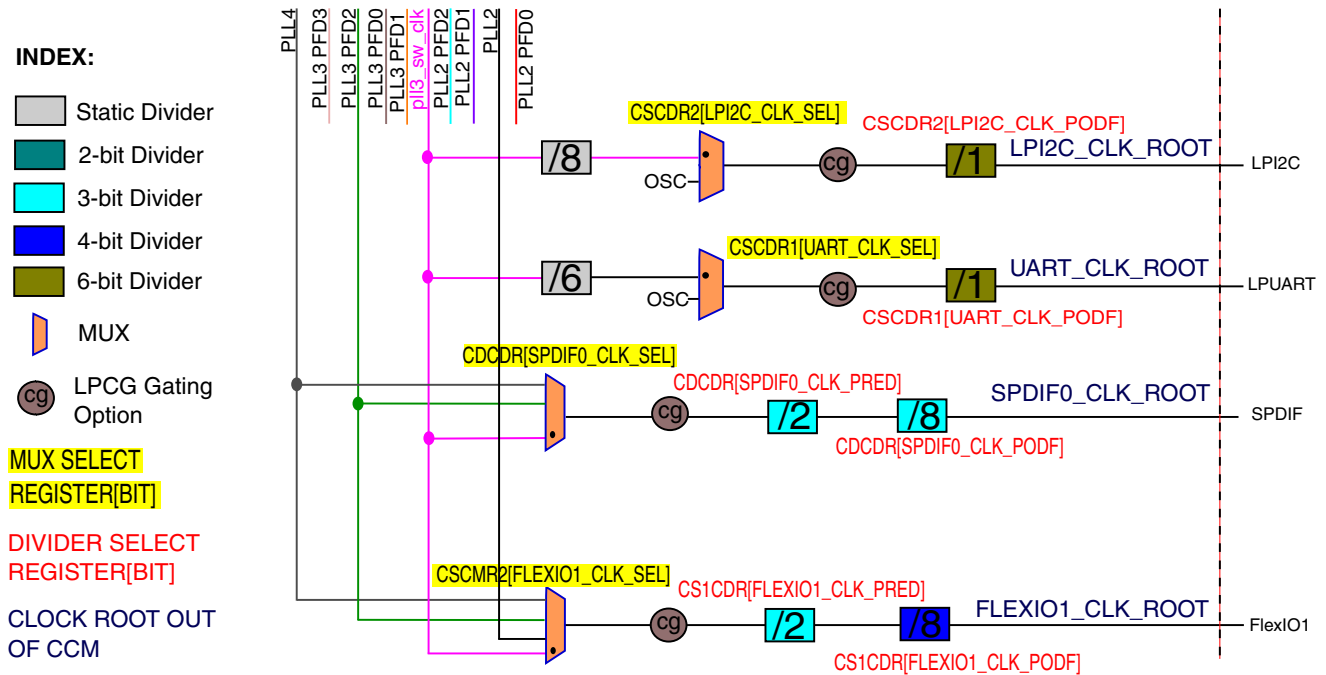 PLL4
PLL3 PFD3
PLL3 PFD2
PLL3 PFD0
PLL3 PFD1
pll3_sw_clk
PLL2 PFD2
PLL2 PFD1
PLL2
PLL2 PFD0
INDEX:
Static Divider
2-bit Divider
3-bit Divider
4-bit Divider
6-bit Divider
MUX
cg
LPCG Gating
Option
MUX SELECT
REGISTER[BIT]
DIVIDER SELECT
REGISTER[BIT]
CLOCK ROOT OUT
OF CCM
CSCDR2[LPI2C_CLK_SEL]
CSCDR2[LPI2C_CLK_PODF]
LPI2C_CLK_ROOT
/8
OSC
cg
/1
LPI2C
CSCDR1[UART_CLK_SEL]
UART_CLK_ROOT
/6
OSC
cg
/1
LPUART
CSCDR1[UART_CLK_PODF]
CDCDR[SPDIF0_CLK_SEL]
CDCDR[SPDIF0_CLK_PRED]
SPDIF0_CLK_ROOT
cg
/2
/8
SPDIF
CDCDR[SPDIF0_CLK_PODF]
CSCMR2[FLEXIO1_CLK_SEL]
CS1CDR[FLEXIO1_CLK_PRED]
FLEXIO1_CLK_ROOT
cg
/2
/8
FlexIO1
CS1CDR[FLEXIO1_CLK_PODF]